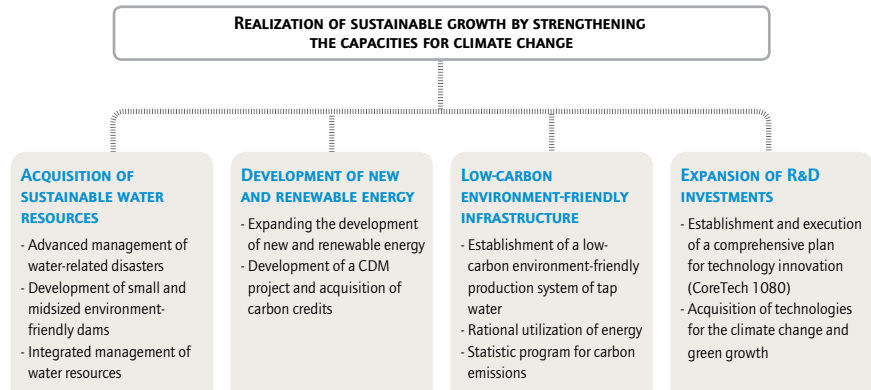 REALIZATION OF SUSTAINABLE GROWTH BY STRENGTHENING
THE CAPACITIES FOR CLIMATE CHANGE
ACQUISITION OF
SUSTAINABLE WATER
RESOURCES
- Advanced management of
water-related disasters
- Development of small and
midsized environment-
friendly dams
- Integrated management of
water resources
DEVELOPMENT OF NEW
AND RENEWABLE ENERGY
- Expanding the development
of new and renewable energy
- Development of a CDM
project and acquisition of
carbon credits
LOW-CARBON
ENVIRONMENT-FRIENDLY
INFRASTRUCTURE
- Establishment of a low-
carbon environment-friendly
production system of tap
water
- Rational utilization of energy
- Statistic program for carbon
emissions
EXPANSION OF R&D
INVESTMENTS
- Establishment and execution
of a comprehensive plan
for technology innovation
(CoreTech 1080)
- Acquisition of technologies
for the climate change and
green growth